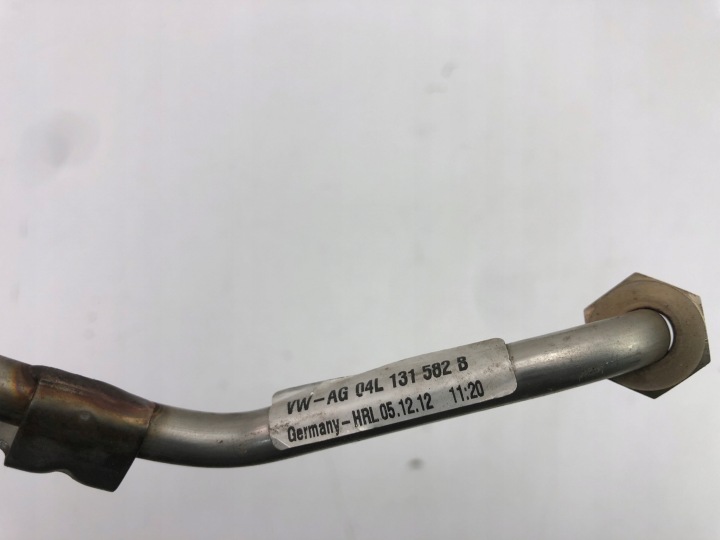 VW-AG 04L 131 582 B
Germany-HRL 05.12.12 11:20